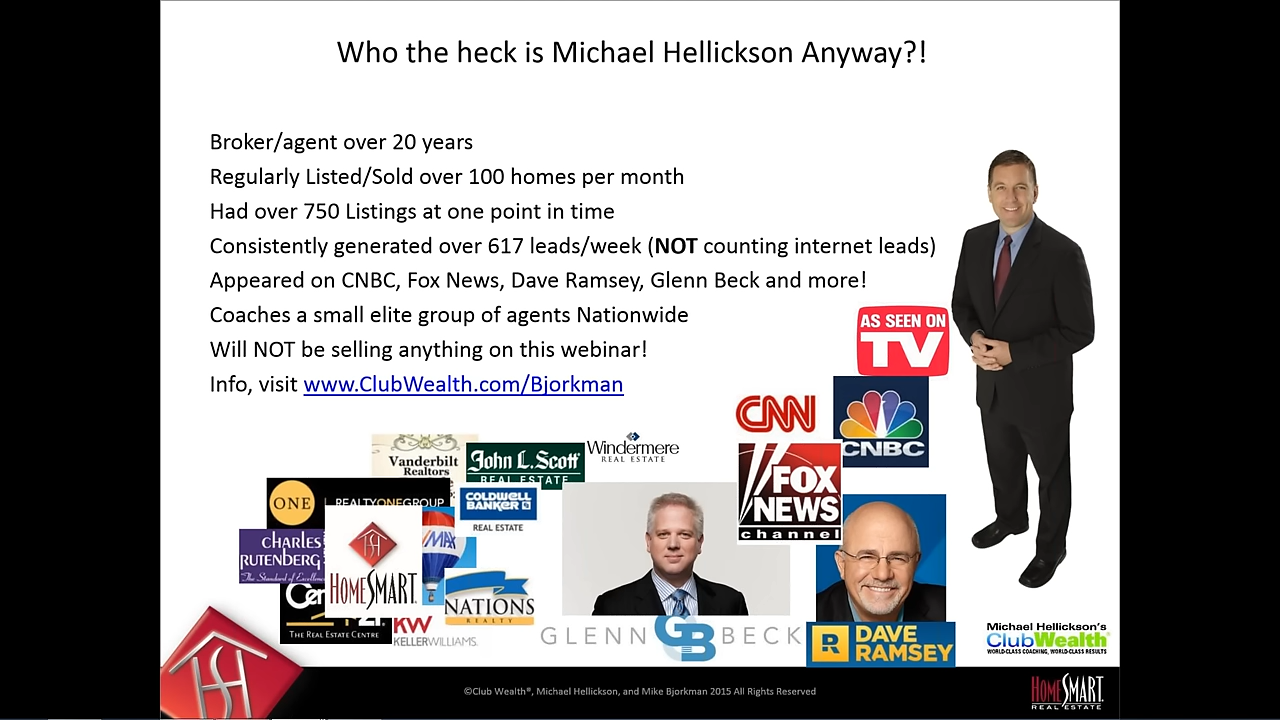 Who the heck is Michael Hellickson Anyway?!
Broker/agent over 20 years
Regularly Listed/Sold over 100 homes per month
Had over 750 Listings at one point in time
Consistently generated over 617 leads/week (NOT counting internet leads)
Appeared on CNBC, Fox News, Dave Ramsey, Glenn Beck and more!
Coaches a small elite group of agents Nationwide
Will NOT be selling anything on this webinar!
Info, visit www.ClubWealth.com/Bjorkman
AS SEEN ON
TV
CNN
CNBC
FOX
NEWS
channel
Vanderbilt
Realtors
John L. Scott
REAL ESTATE
Windermere
REAL ESTATE
ONE
REALTYONEGROUP
COLDWELL
BANKER
REAL ESTATE
CHARLES
RUTENBERG
The Standard of Excellence
MAX
HOMESMART
NATIONS
REALTY
21
THE REAL ESTATE CENTRE
KW
KELLERWILLIAMS.
GLENN GB BECK
R DAVE
RAMSEY
Michael Hellickson's
ClubWealth®
WORLD-CLASS COACHING, WORLD-CLASS RESULTS
©Club Wealth®, Michael Hellickson, and Mike Bjorkman 2015 All Rights Reserved
HOMESMART
REAL ESTATE